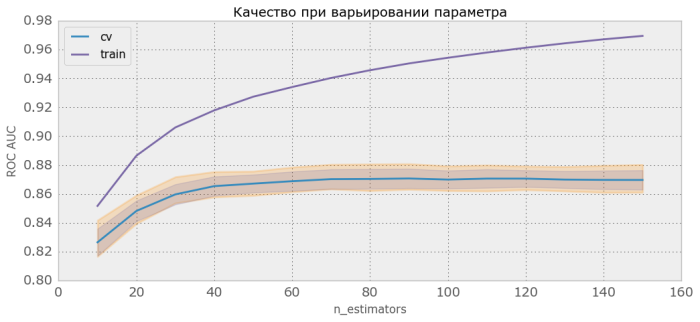 Качество при варьировании параметра
cv
train
ROC AUC
0.98
0.96
0.94
0.92
0.90
0.88
0.86
0.84
0.82
0.80
0 20 40 60 80 100 120 140 160
n_estimators